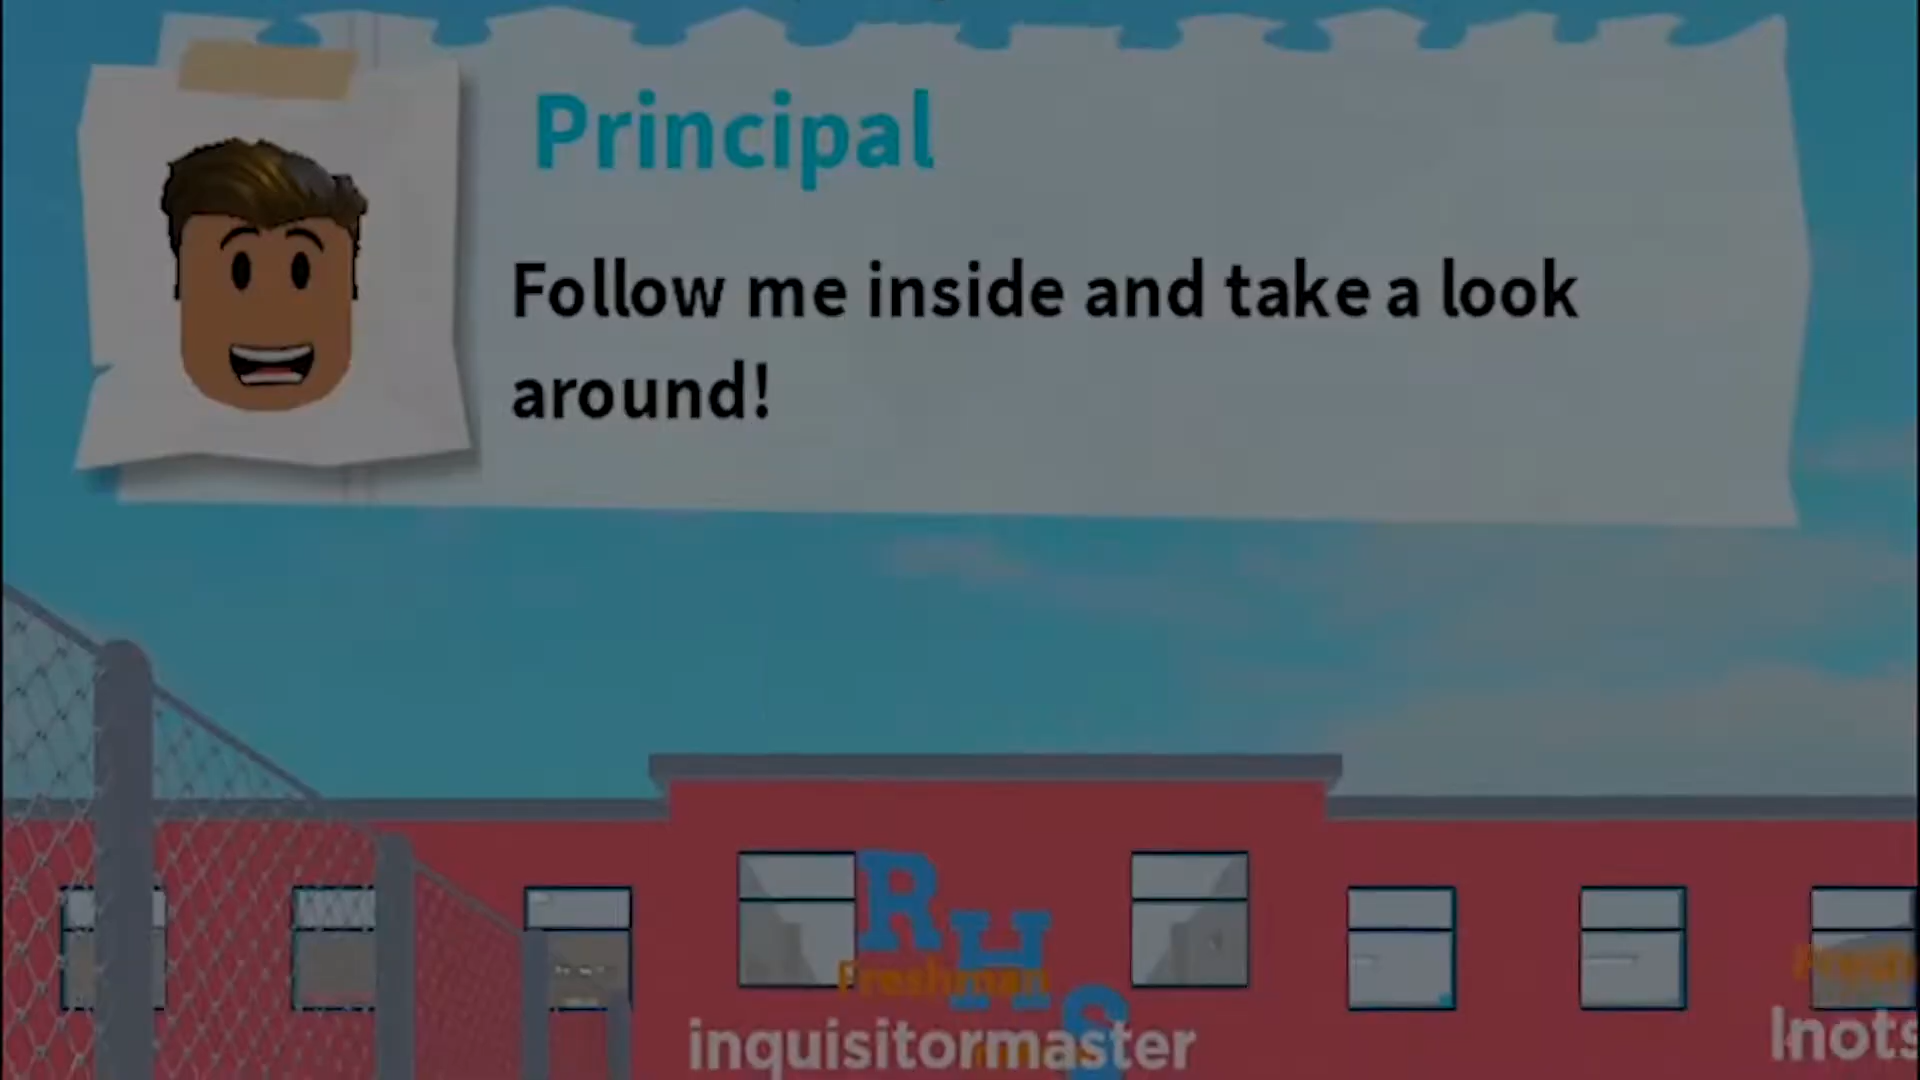 Principal
Follow me inside and take a look
around!
RHS
Freshman
inquisitormaster